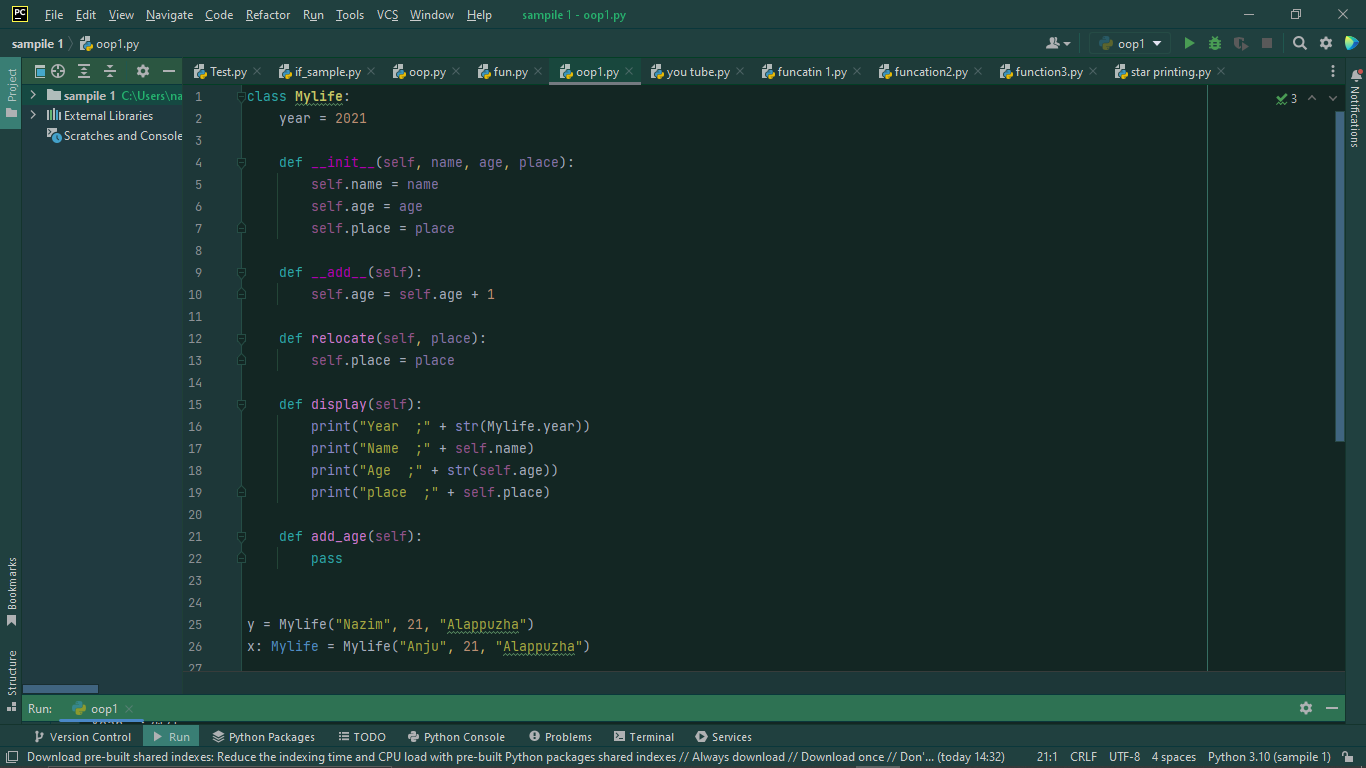 PC File Edit View Navigate Code Refactor Run Tools VCS Window Help sampile 1 - oop1.py
sampile 1 oop1.py oop1
Project
Test.py if_sample.py oop.py fun.py oop1.py you tube.py funcatin 1.py funcation2.py function3.py star printing.py
Notifications
sampile 1 C:\Users\na
External Libraries
Scratches and Console
3
1 class Mylife:
2 year = 2021
3
4 def __init__(self, name, age, place):
5 self.name = name
6 self.age = age
7 self.place = place
8
9 def __add__(self):
10 self.age = self.age + 1
11
12 def relocate(self, place):
13 self.place = place
14
15 def display(self):
16 print("Year  ;" + str(Mylife.year))
17 print("Name  ;" + self.name)
18 print("Age  ;" + str(self.age))
19 print("place  ;" + self.place)
20
21 def add_age(self):
22 pass
23
24
25 y = Mylife("Nazim", 21, "Alappuzha")
26 x: Mylife = Mylife("Anju", 21, "Alappuzha")
27
Bookmarks
Structure
Run: oop1
Version Control Run Python Packages TODO Python Console Problems Terminal Services
Download pre-built shared indexes: Reduce the indexing time and CPU load with pre-built Python packages shared indexes // Always download // Download once // Don'... (today 14:32) 21:1 CRLF UTF-8 4 spaces Python 3.10 (sampile 1)